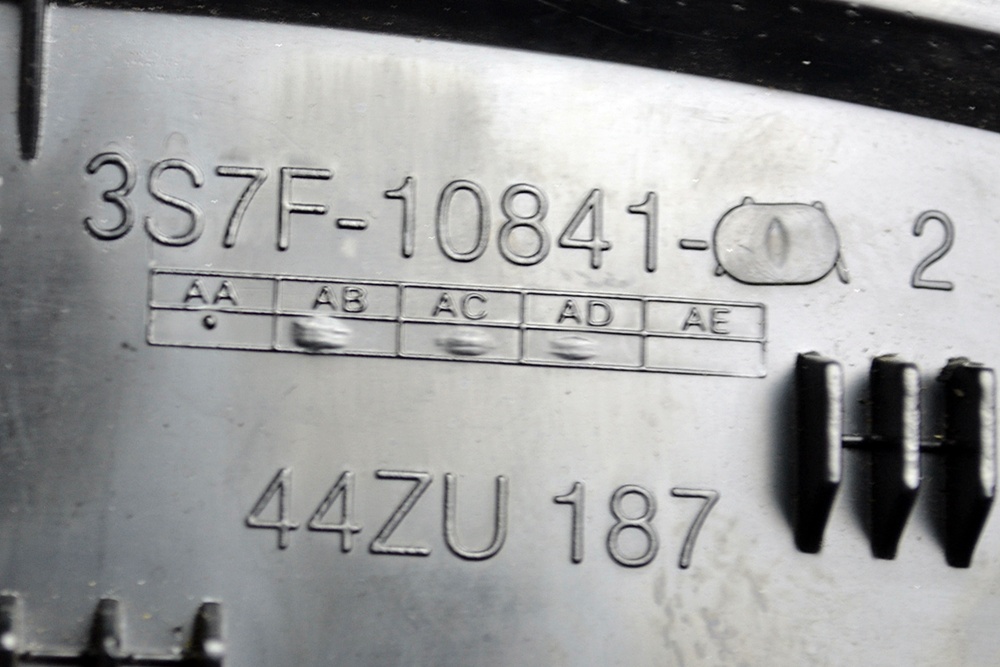 3S7F-10841- 2
AA AB AC AD AE
44ZU 187